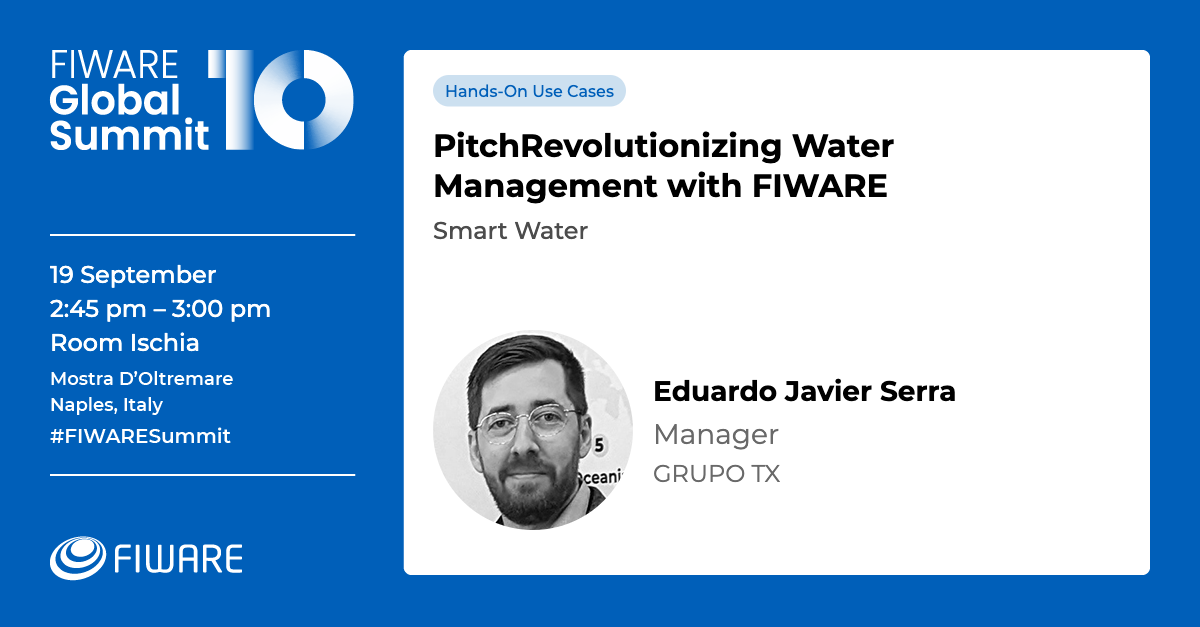 FIWARE
Global
Summit
10
19 September
2:45 pm – 3:00 pm
Room Ischia
Mostra D’Oltremare
Naples, Italy
#FIWARESummit
FIWARE
Hands-On Use Cases
PitchRevolutionizing Water
Management with FIWARE
Smart Water
5
Eduardo Javier Serra
Manager
GRUPO TX